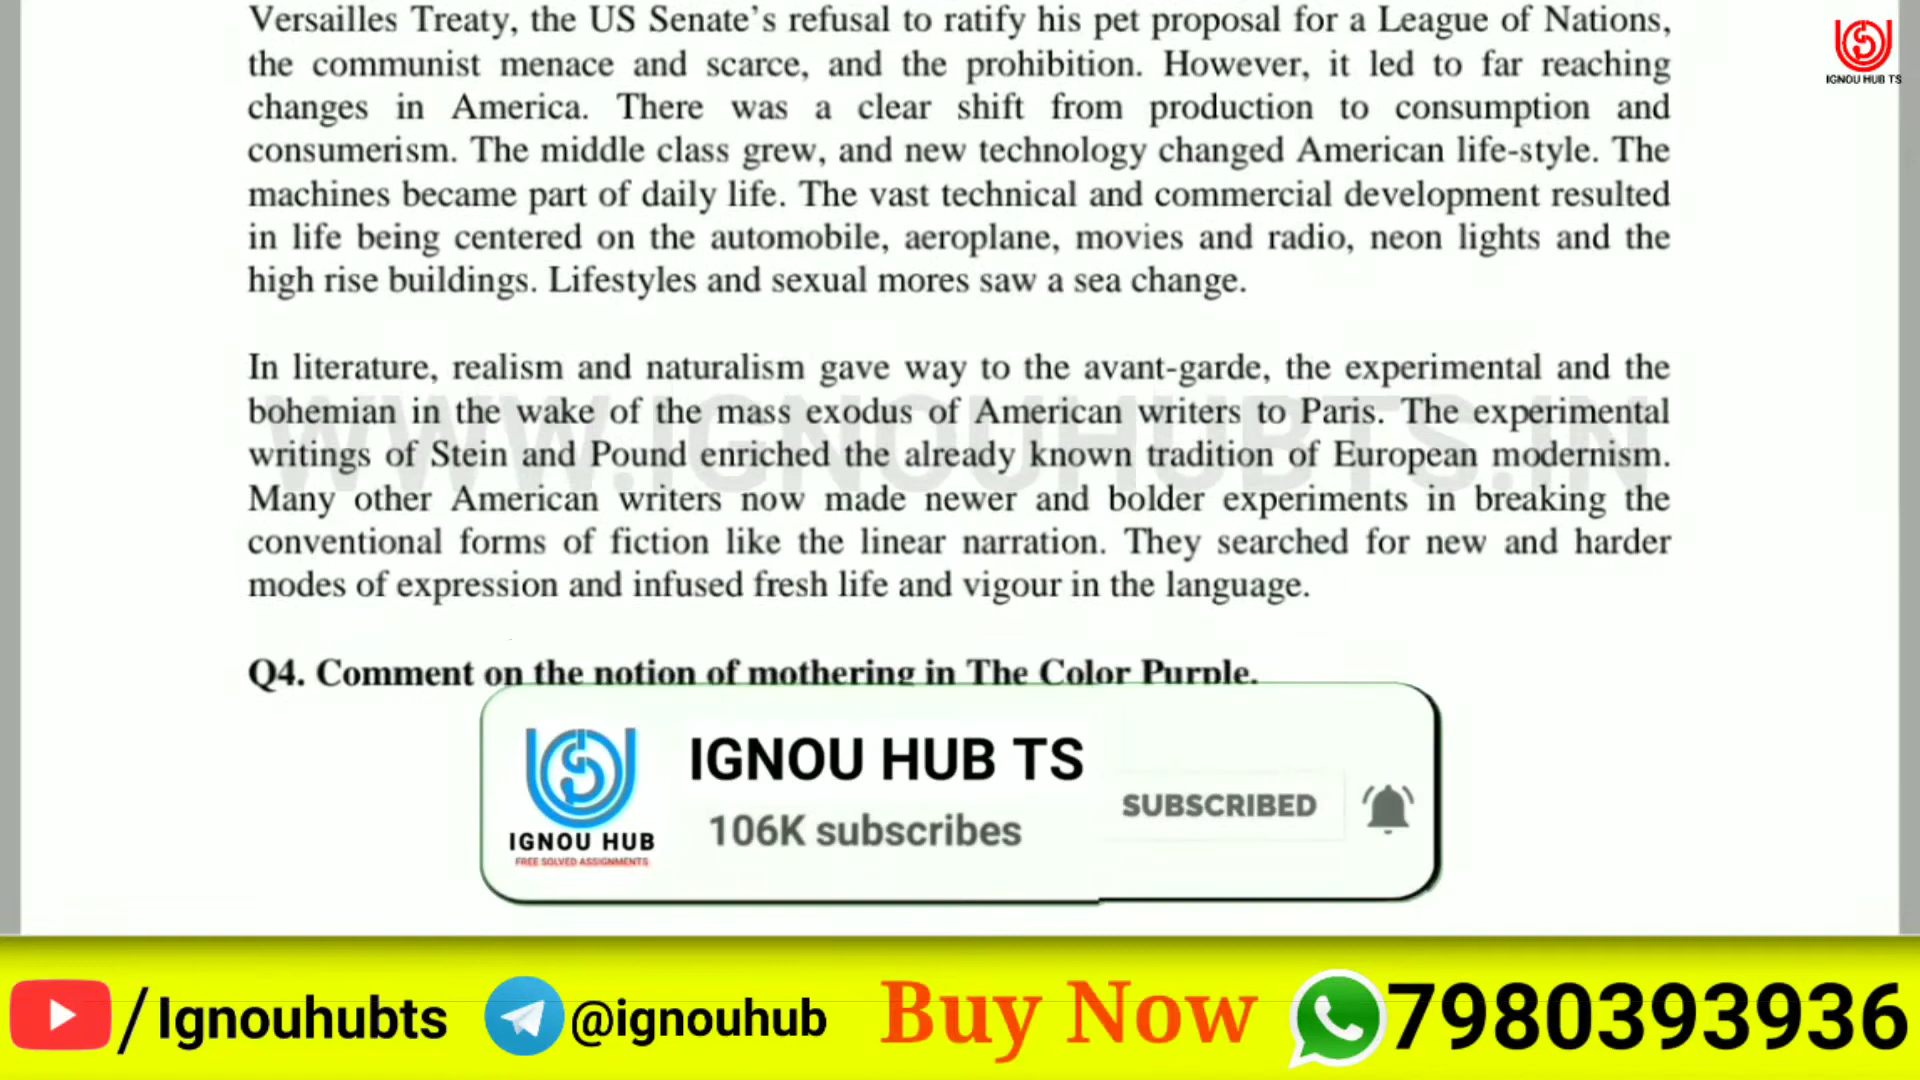 Versailles Treaty, the US Senate's refusal to ratify his pet proposal for a League of Nations,
the communist menace and scarce, and the prohibition. However, it led to far reaching
changes in America. There was a clear shift from production to consumption and
consumerism. The middle class grew, and new technology changed American life-style. The
machines became part of daily life. The vast technical and commercial development resulted
in life being centered on the automobile, aeroplane, movies and radio, neon lights and the
high rise buildings. Lifestyles and sexual mores saw a sea change.
In literature, realism and naturalism gave way to the avant-garde, the experimental and the
bohemian in the wake of the mass exodus of American writers to Paris. The experimental
writings of Stein and Pound enriched the already known tradition of European modernism.
Many other American writers now made newer and bolder experiments in breaking the
conventional forms of fiction like the linear narration. They searched for new and harder
modes of expression and infused fresh life and vigour in the language.
WWW.IGNOUHUBTS.IN
Q4. Comment on the notion of mothering in The Color Purple.
IGNOU HUB TS
IGNOU HUB TS
106K subscribes
SUBSCRIBED
IGNOU HUB
FREE SOLVED ASSIGNMENTS
/Ignouhubts
@ignouhub
Buy Now
7980393936